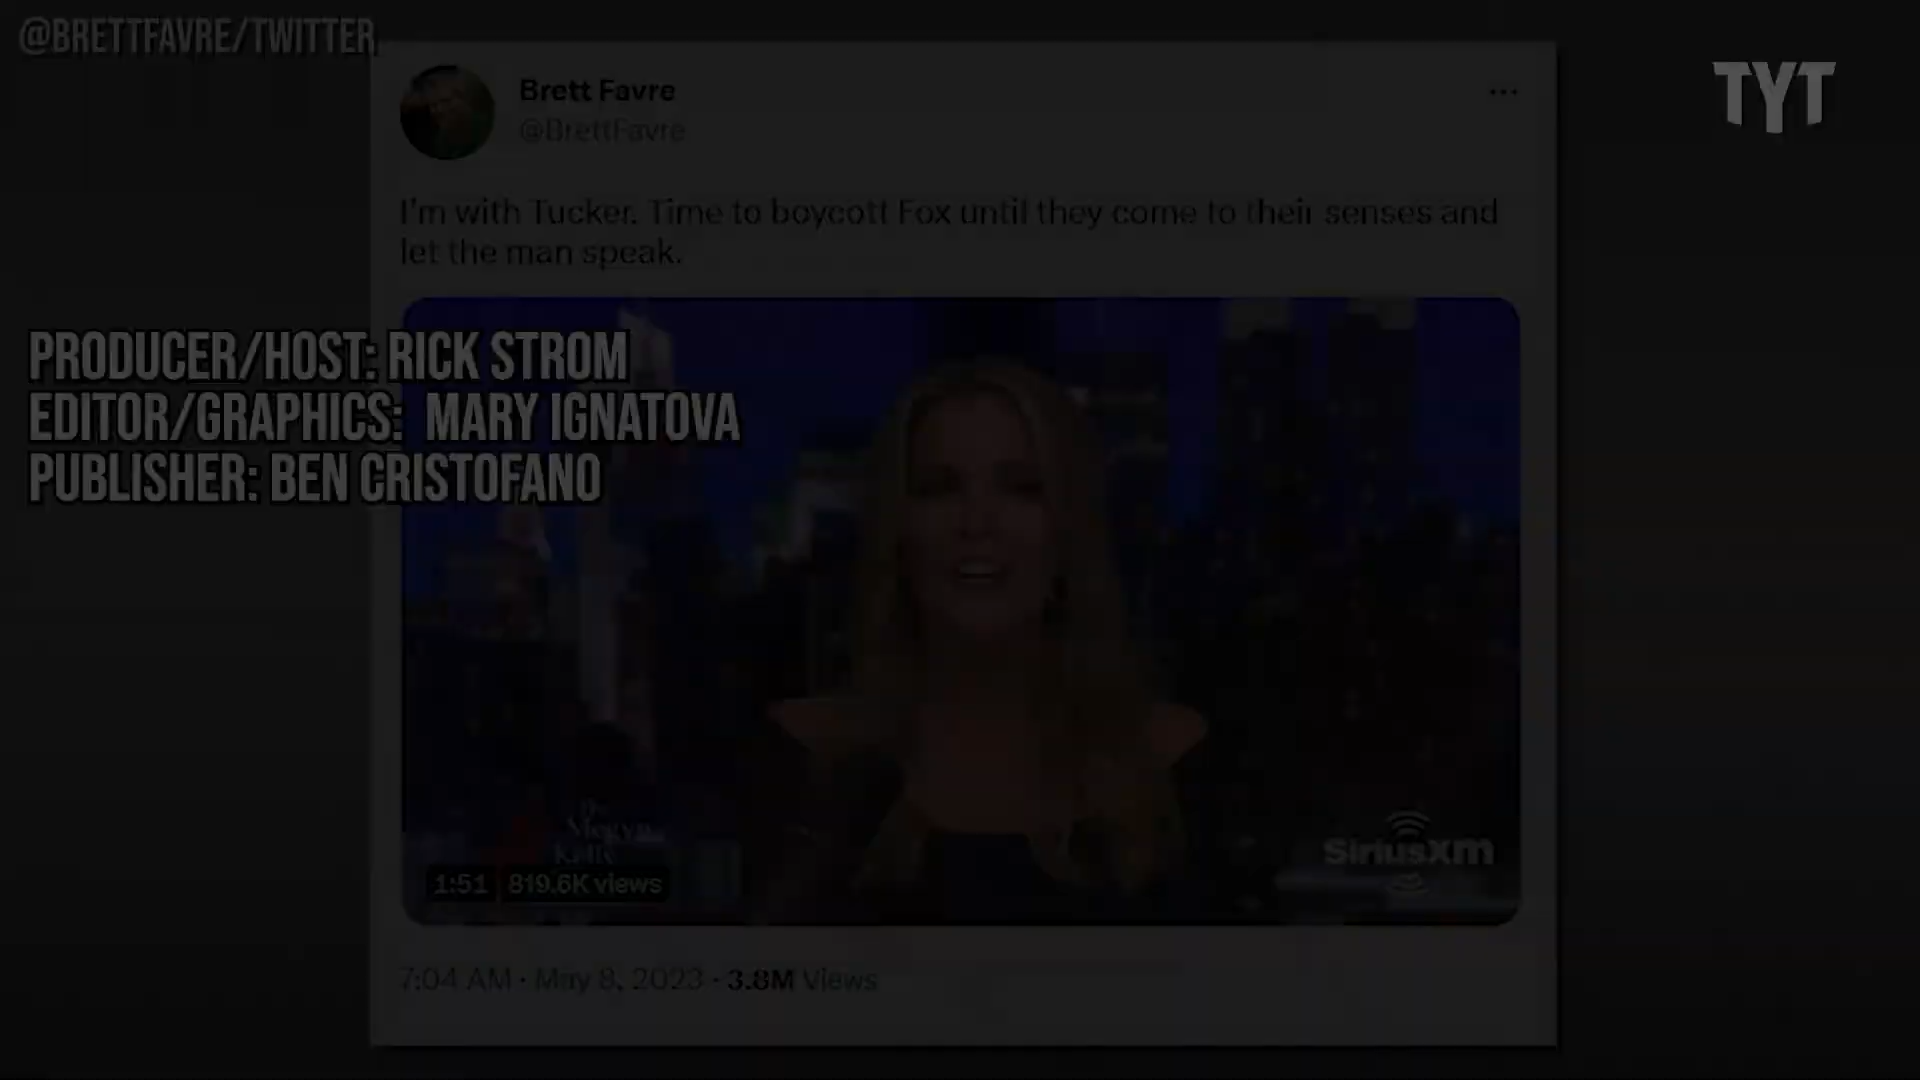 @BRETTFAVRE/TWITTER
TYT
Brett Favre
@BrettFavre
I'm with Tucker. Time to boycott Fox until they come to their senses and
let the man speak.
PRODUCER/HOST: RICK STROM
EDITOR/GRAPHICS: MARY IGNATOVA
PUBLISHER: BEN CRISTOFANO
Megyn
Kelly
SiriusXM
1:51 819.6K views
7:04 AM · May 8, 2023 · 3.8M Views